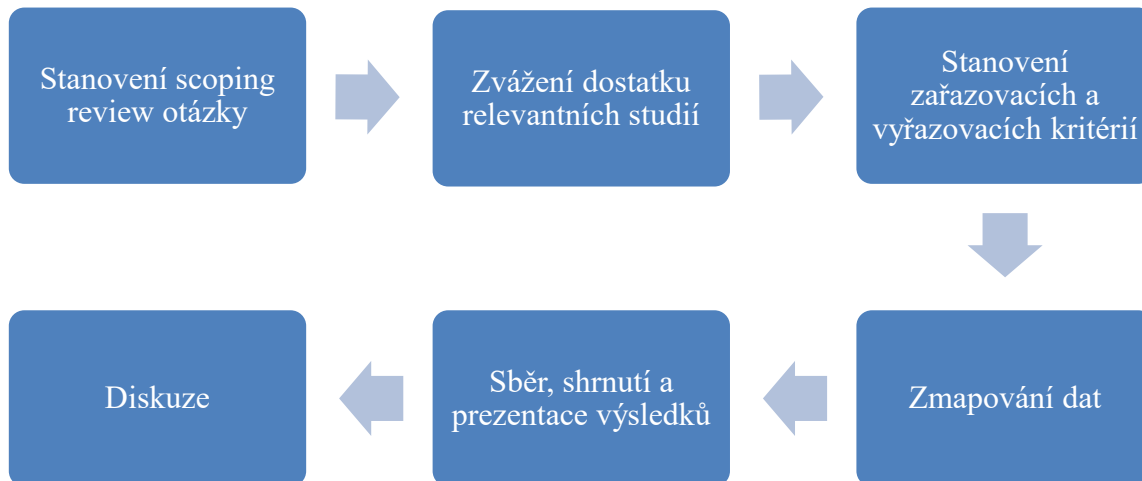 Stanovení scoping
review otázky
Zvážení dostatku
relevantních studií
Stanovení
zařazovacích a
vyřazovacích kritérií
Zmapování dat
Sběr, shrnutí a
prezentace výsledků
Diskuze